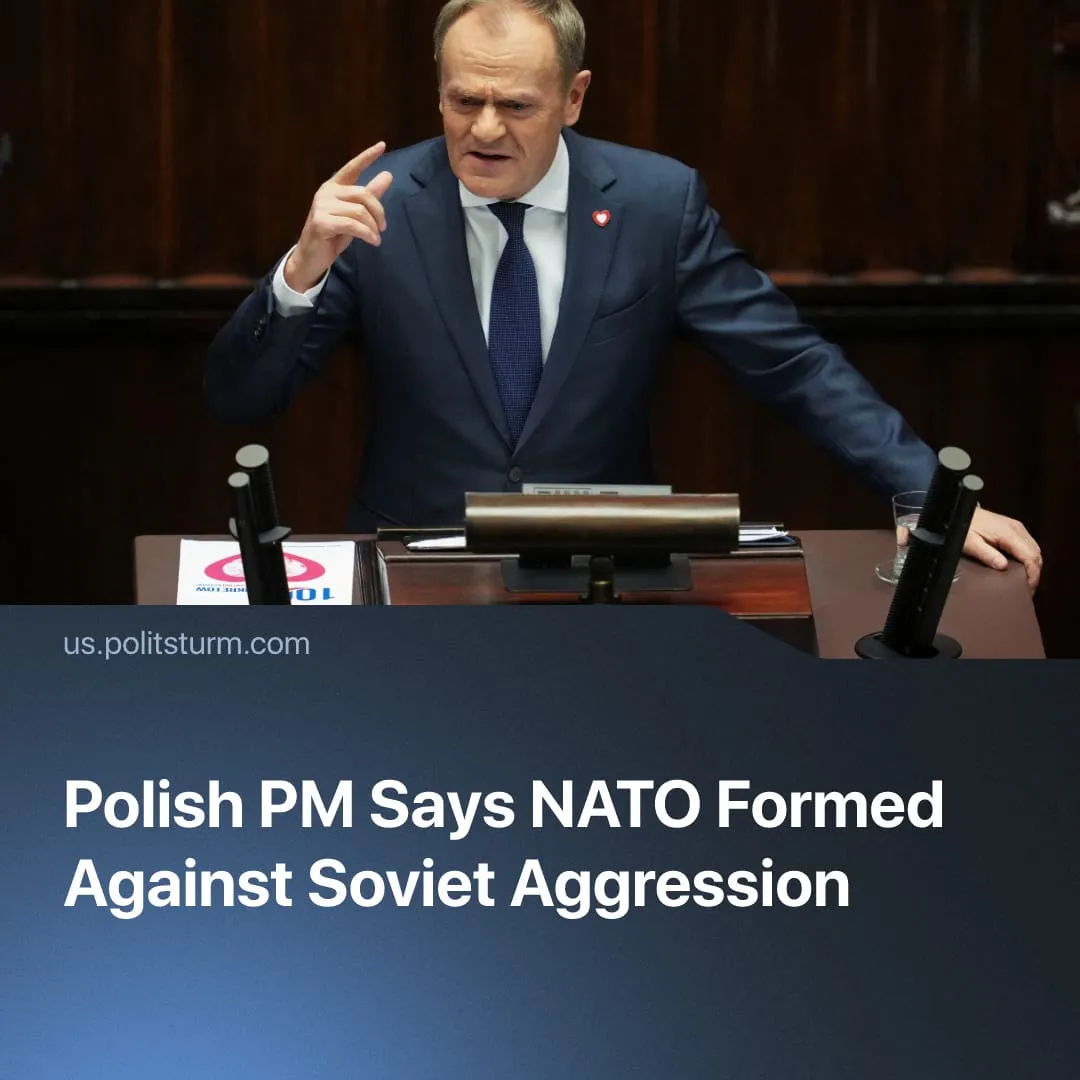 us.politsturm.com
Polish PM Says NATO Formed
Against Soviet Aggression